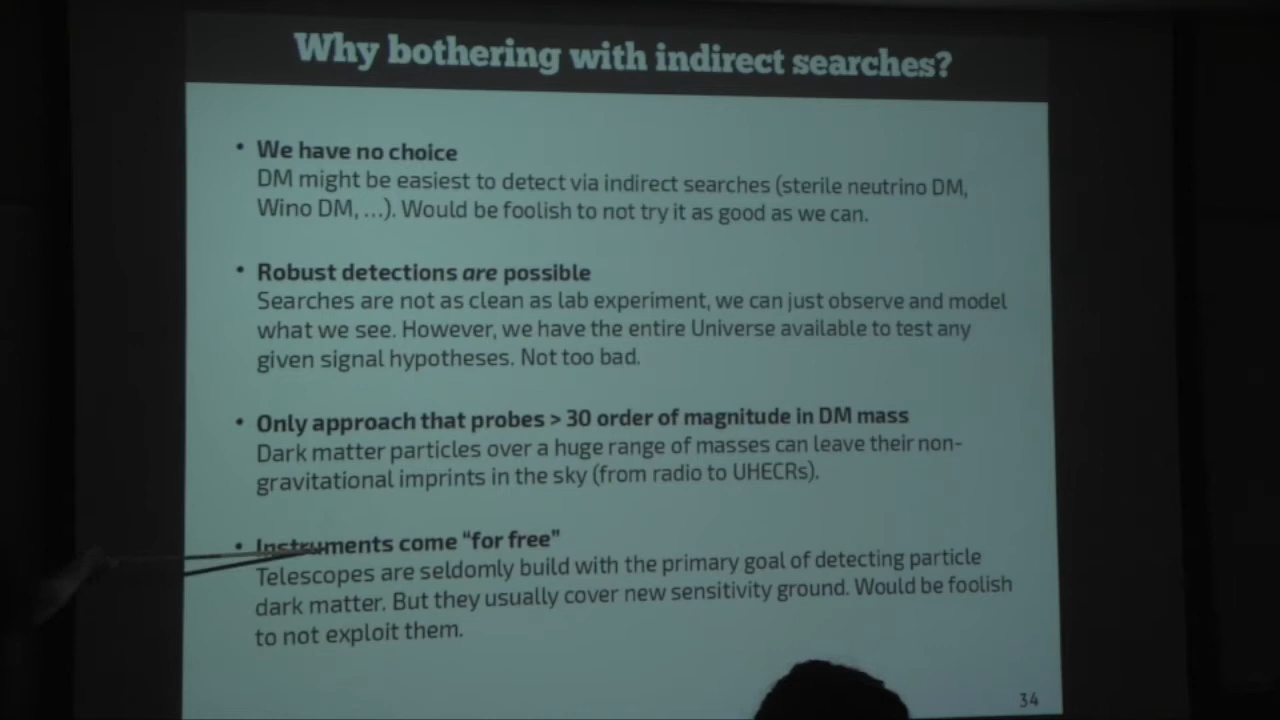 Why bothering with indirect searches?
• We have no choice
DM might be easiest to detect via indirect searches (sterile neutrino DM,
Wino DM, ...). Would be foolish to not try it as good as we can.
• Robust detections are possible
Searches are not as clean as lab experiment, we can just observe and model
what we see. However, we have the entire Universe available to test any
given signal hypotheses. Not too bad.
• Only approach that probes > 30 order of magnitude in DM mass
Dark matter particles over a huge range of masses can leave their non-
gravitational imprints in the sky (from radio to UHECRs).
• Instruments come “for free”
Telescopes are seldomly build with the primary goal of detecting particle
dark matter. But they usually cover new sensitivity ground. Would be foolish
to not exploit them.
34